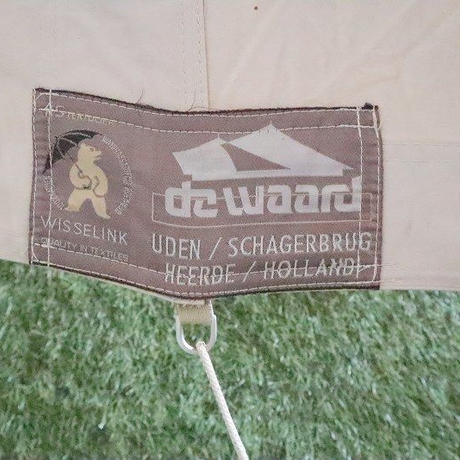 WISSELINK
QUALITY IN TEXTILES
de waard
UDEN / SCHAGERBRUG
HEERDE / HOLLAND